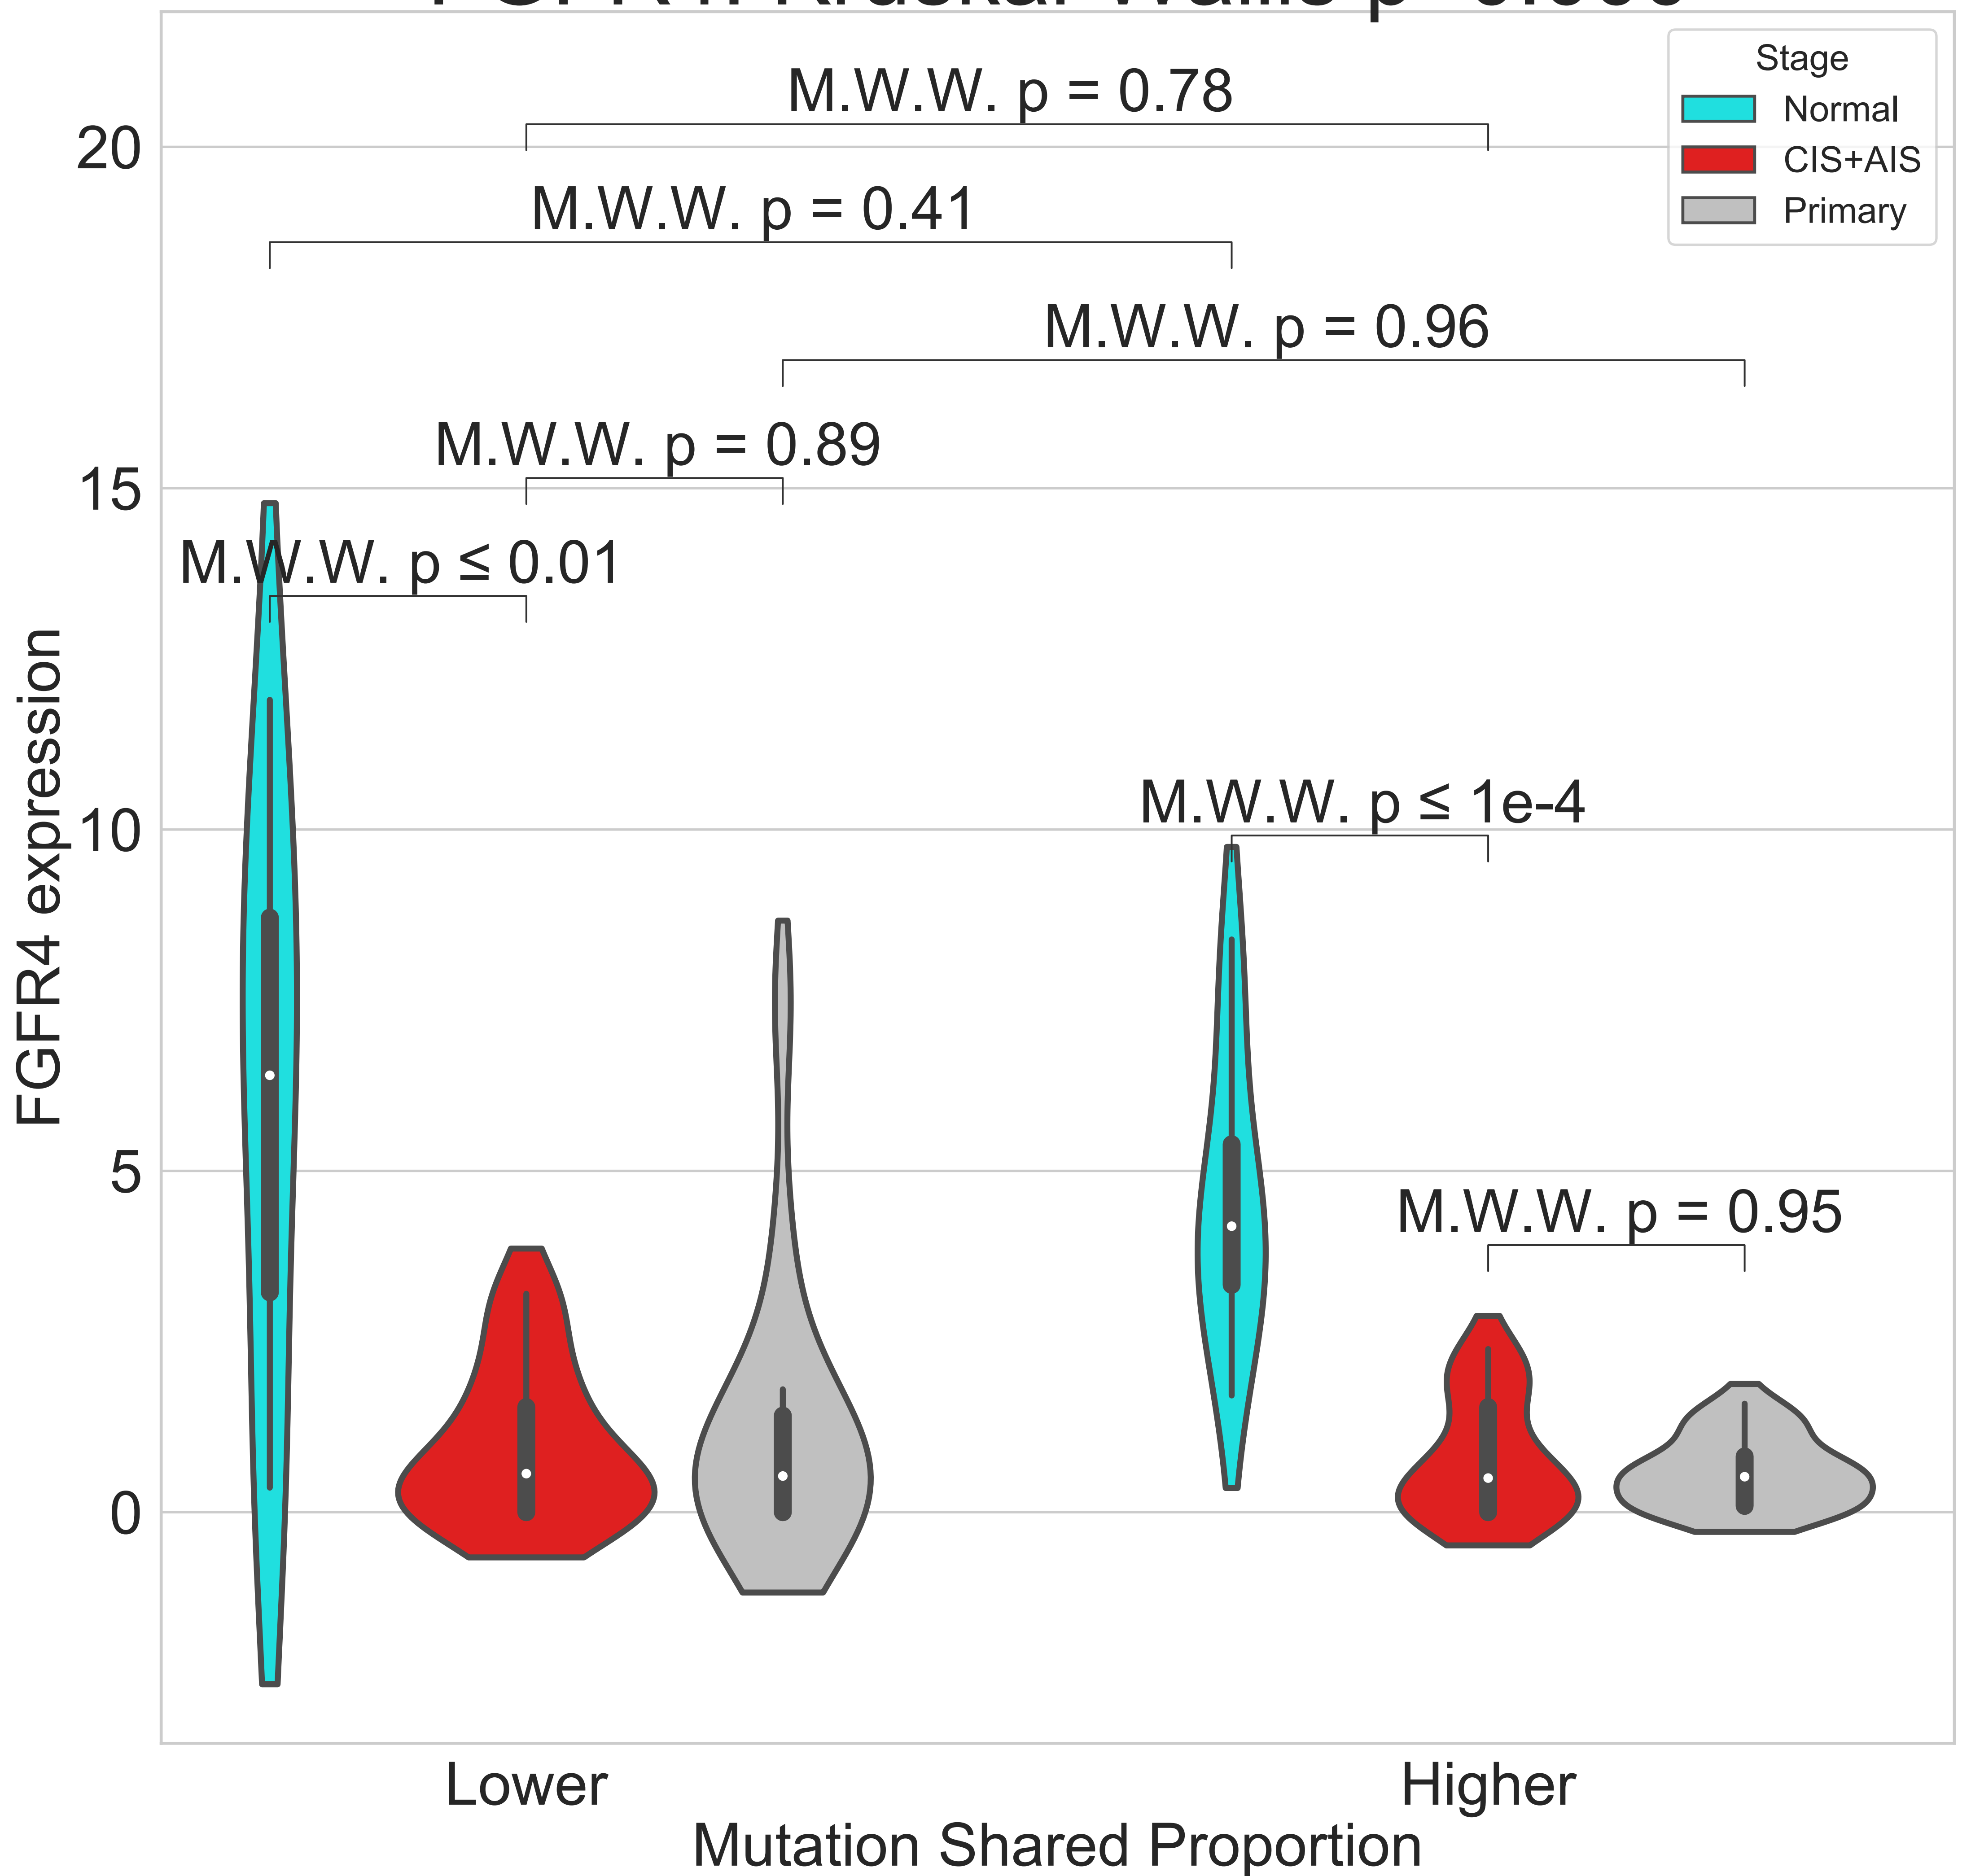 M.W.W. p = 0.78
Stage
Normal
CIS+AIS
Primary
20
M.W.W. p = 0.41
M.W.W. p = 0.96
M.W.W. p = 0.89
15
M.W.W. p ≤ 0.01
FGFR4 expression
10
M.W.W. p ≤ 1e-4
5
M.W.W. p = 0.95
0
Lower
Higher
Mutation Shared Proportion